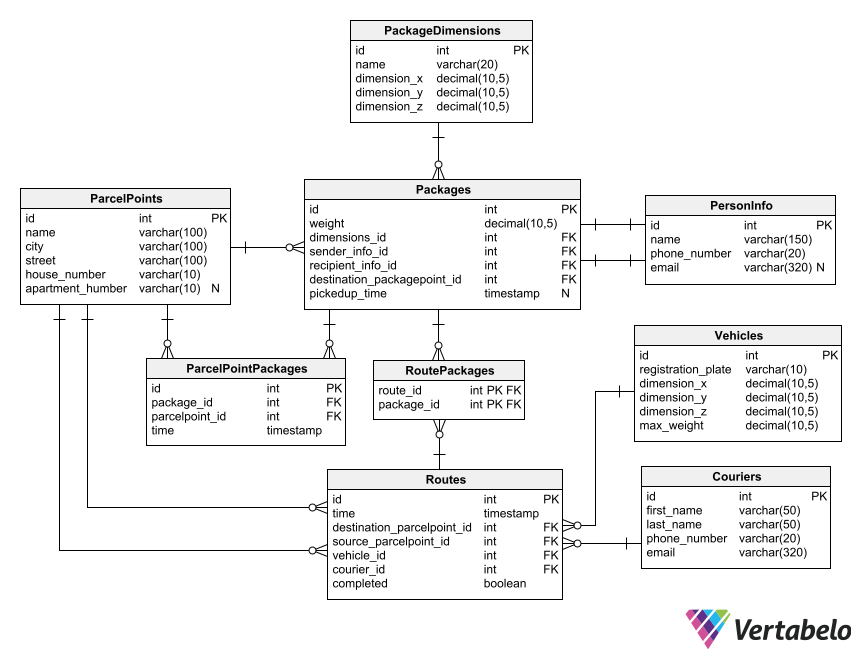 PackageDimensions
id int PK
name varchar(20)
dimension_x decimal(10,5)
dimension_y decimal(10,5)
dimension_z decimal(10,5)
ParcelPoints
id int PK
name varchar(100)
city varchar(100)
street varchar(100)
house_number varchar(10)
apartment_humber varchar(10) N
Packages
id int PK
weight decimal(10,5)
dimensions_id int FK
sender_info_id int FK
recipient_info_id int FK
destination_packagepoint_id int FK
pickedup_time timestamp N
PersonInfo
id int PK
name varchar(150)
phone_number varchar(20)
email varchar(320) N
ParcelPointPackages
id int PK
package_id int FK
parcelpoint_id int FK
time timestamp
RoutePackages
route_id int PK FK
package_id int PK FK
Vehicles
id int PK
registration_plate varchar(10)
dimension_x decimal(10,5)
dimension_y decimal(10,5)
dimension_z decimal(10,5)
max_weight decimal(10,5)
Routes
id int PK
time timestamp
destination_parcelpoint_id int FK
source_parcelpoint_id int FK
vehicle_id int FK
courier_id int FK
completed boolean
Couriers
id int PK
first_name varchar(50)
last_name varchar(50)
phone_number varchar(20)
email varchar(320)
Vertabelo